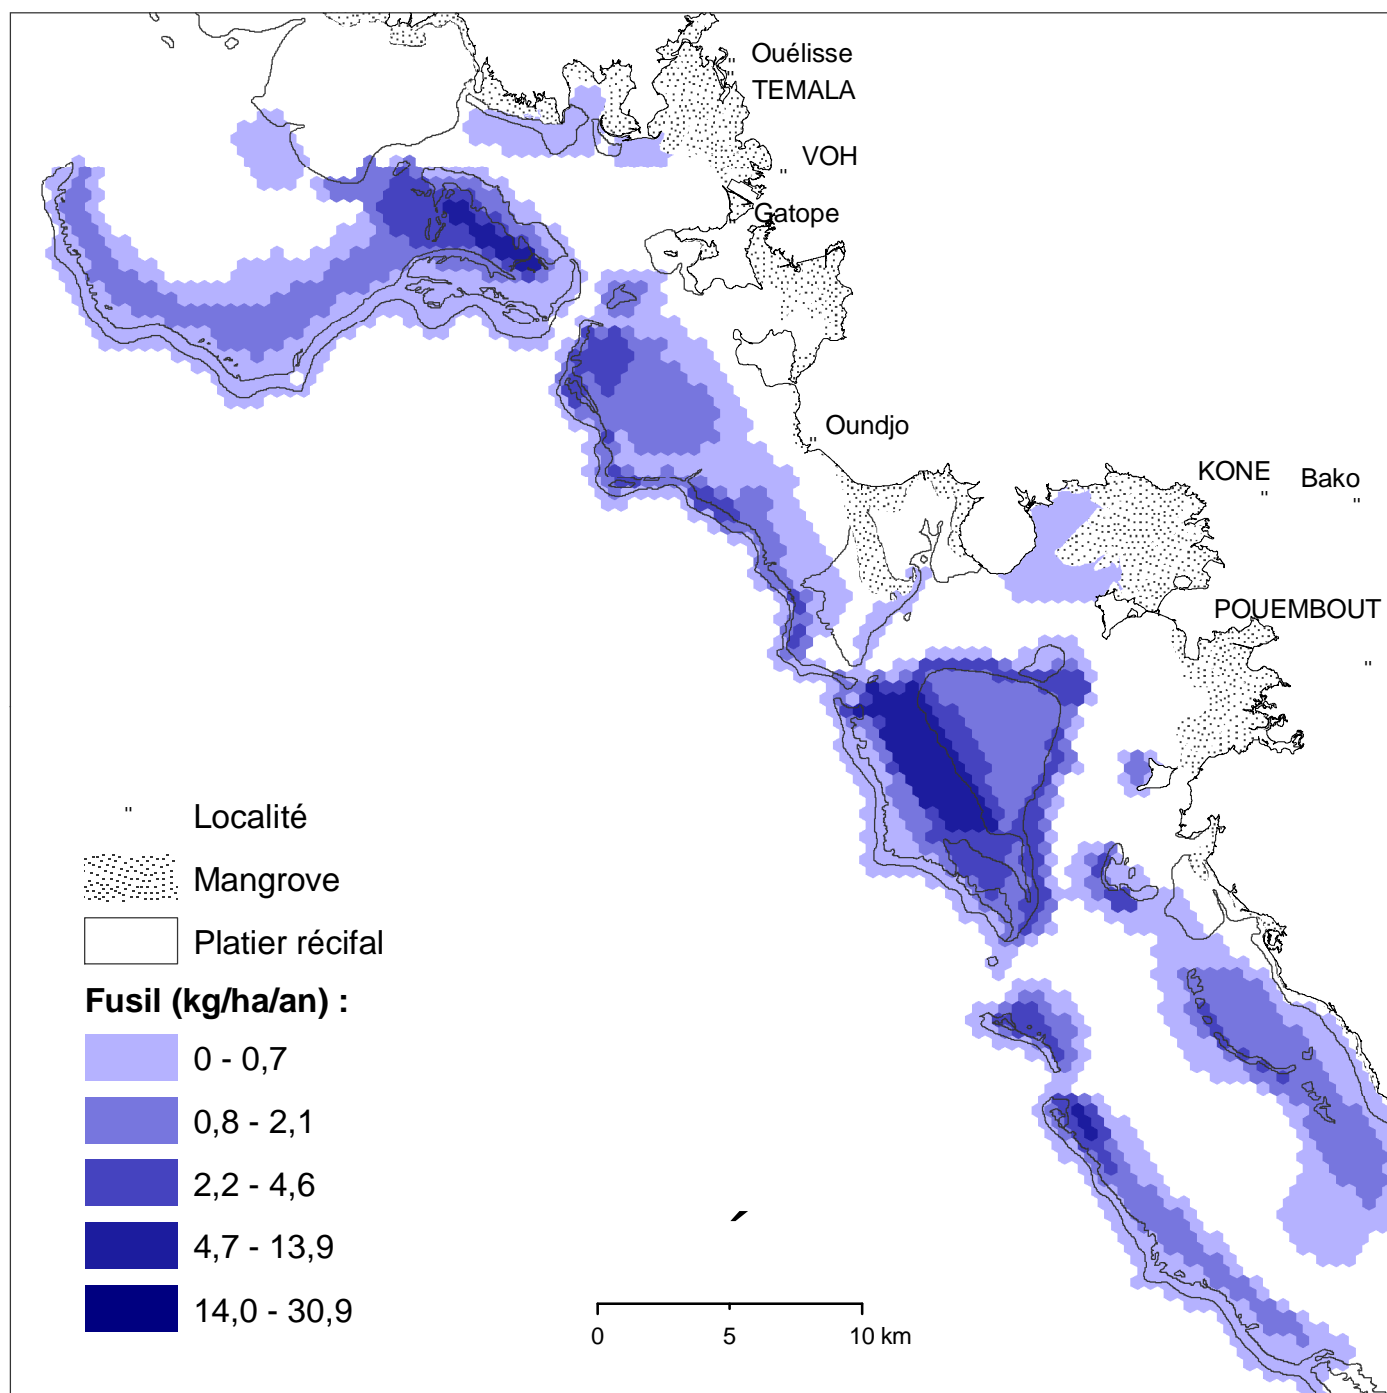 Ouélisse
TEMALA
VOH
Gatope
Oundjo
KONE
Bako
POUEMBOUT
Localité
Mangrove
Platier récifal
Fusil (kg/ha/an) :
0 - 0,7
0,8 - 2,1
2,2 - 4,6
4,7 - 13,9
14,0 - 30,9
0 5 10 km